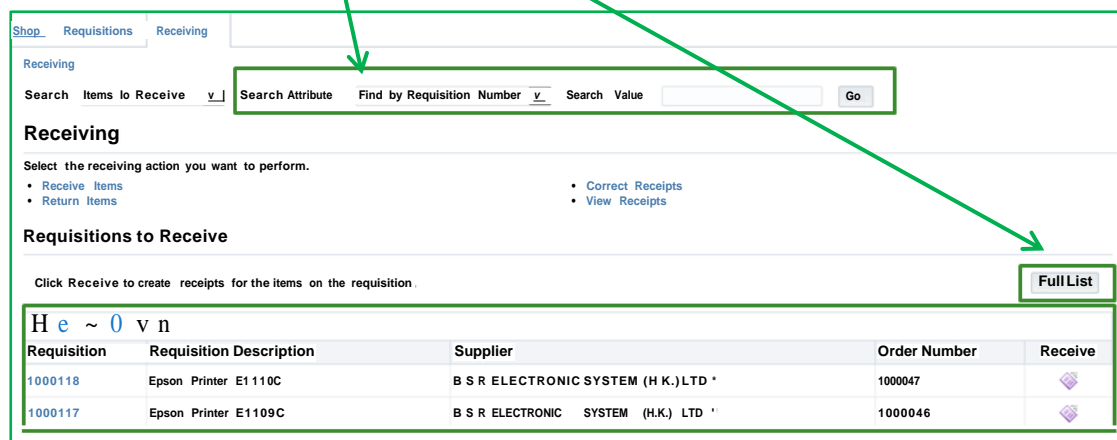 Shop Requisitions Receiving
Receiving
Search Items lo Receive v Search Attribute Find by Requisition Number v Search Value Go
Receiving
Select the receiving action you want to perform.
• Receive Items • Correct Receipts
• Return Items • View Receipts
Requisitions to Receive
Click Receive to create receipts for the items on the requisition. Full List
H e ~ 0 v n
Requisition Requisition Description Supplier Order Number Receive
1000118 Epson Printer E1110C B S R ELECTRONIC SYSTEM (H K.) LTD * 1000047
1000117 Epson Printer E1109C B S R ELECTRONIC SYSTEM (H.K.) LTD ' 1000046